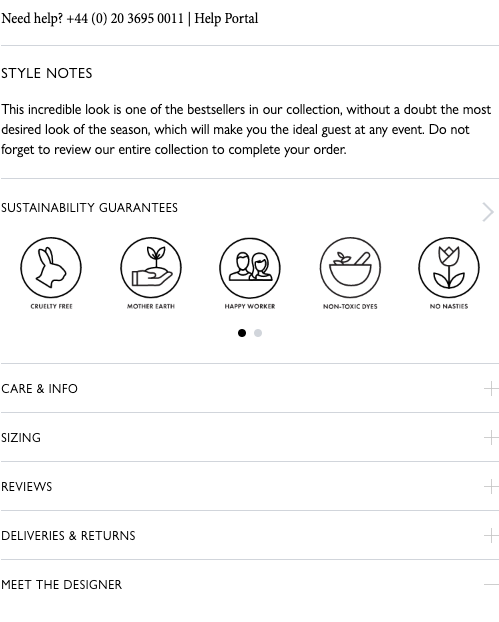 Need help? +44 (0) 20 3695 0011 | Help Portal
STYLE NOTES
This incredible look is one of the bestsellers in our collection, without a doubt the most
desired look of the season, which will make you the ideal guest at any event. Do not
forget to review our entire collection to complete your order.
SUSTAINABILITY GUARANTEES
CRUELTY FREE
MOTHER EARTH
HAPPY WORKER
NON-TOXIC DYES
NO NASTIES
CARE & INFO
SIZING
REVIEWS
DELIVERIES & RETURNS
MEET THE DESIGNER